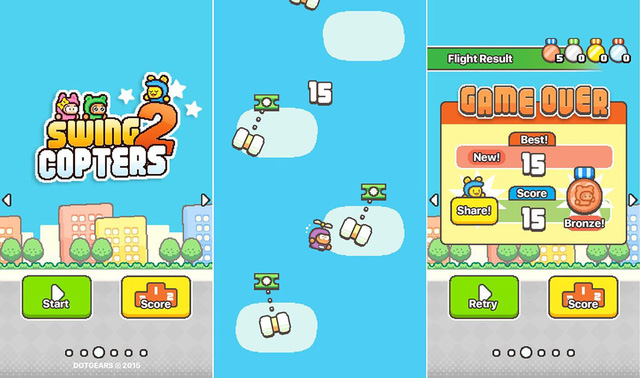 SWING 2
COPTERS
Start
Score
DOTGEARS © 2015
15
Flight Result
5
0
0
0
GAME OVER
Best!
New!
15
Score
15
Share!
Bronze!
Retry
Score